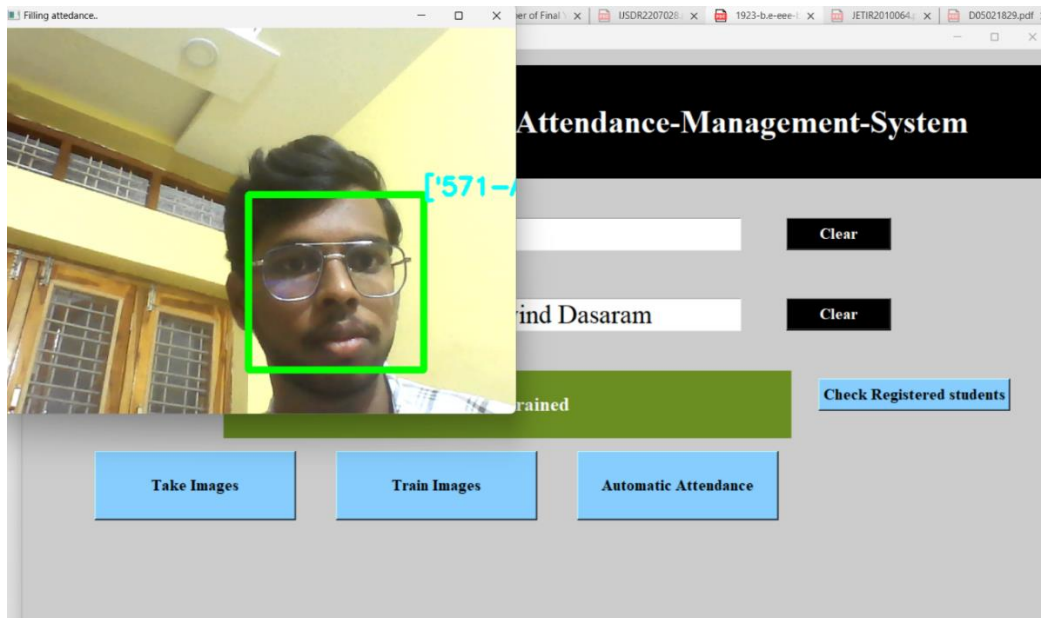 Filling attedance..
er of Final
IJSDR2207028.
1923-b.e-eee-
JETIR2010064.
D05021829.pdf
Attendance-Management-System
['571-
Clear
ind Dasaram
Clear
rained
Check Registered students
Take Images
Train Images
Automatic Attendance